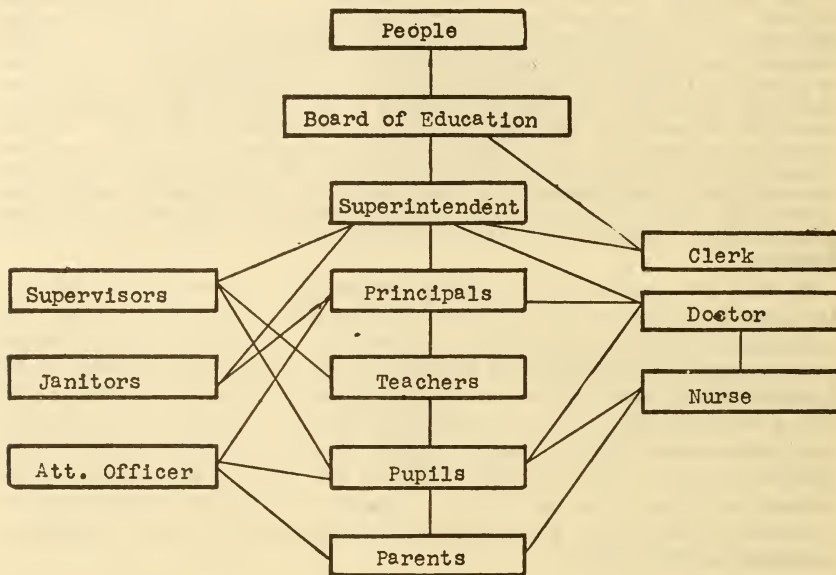 People
Board of Education
Superintendent
Clerk
Supervisors
Principals
Doctor
Janitors
Teachers
Nurse
Att. Officer
Pupils
Parents